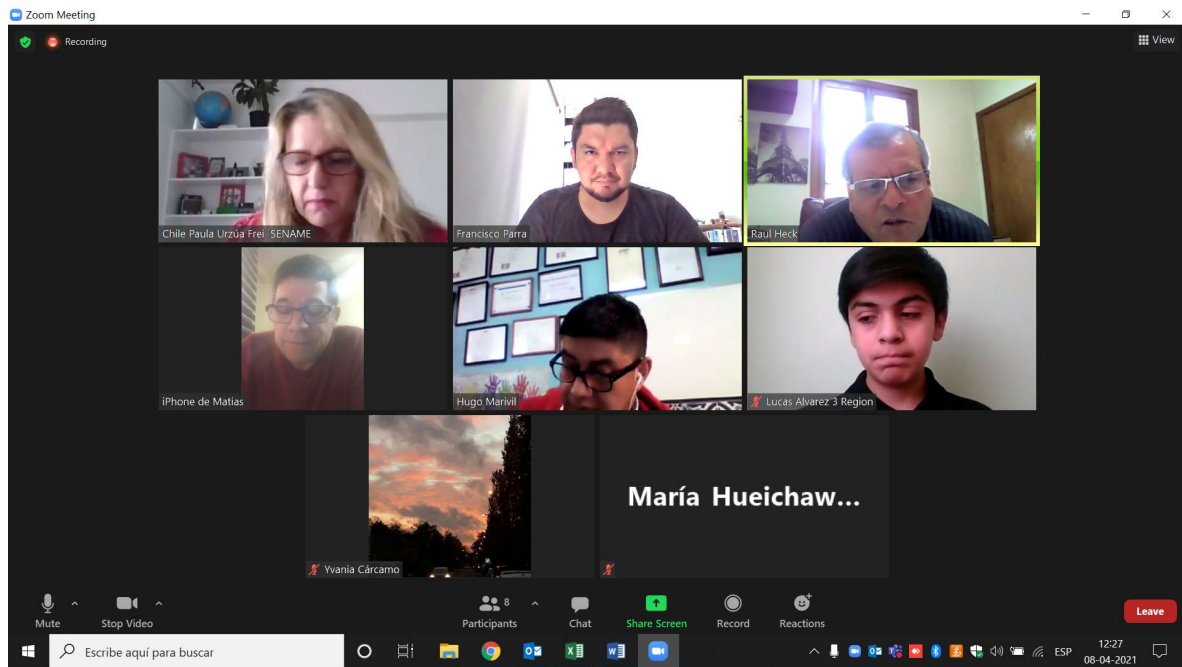 Zoom Meeting
Recording
View
Chile Paula Urzúa Frei SENAME
Francisco Parra
Raul Heck
iPhone de Matias
Hugo Marivil
Lucas Alvarez 3 Region
María Hueichaw...
Yvania Cárcamo
8
Mute
Stop Video
Participants
Chat
Share Screen
Record
Reactions
Leave
Escribe aquí para buscar
ESP
12:27
08-04-2021